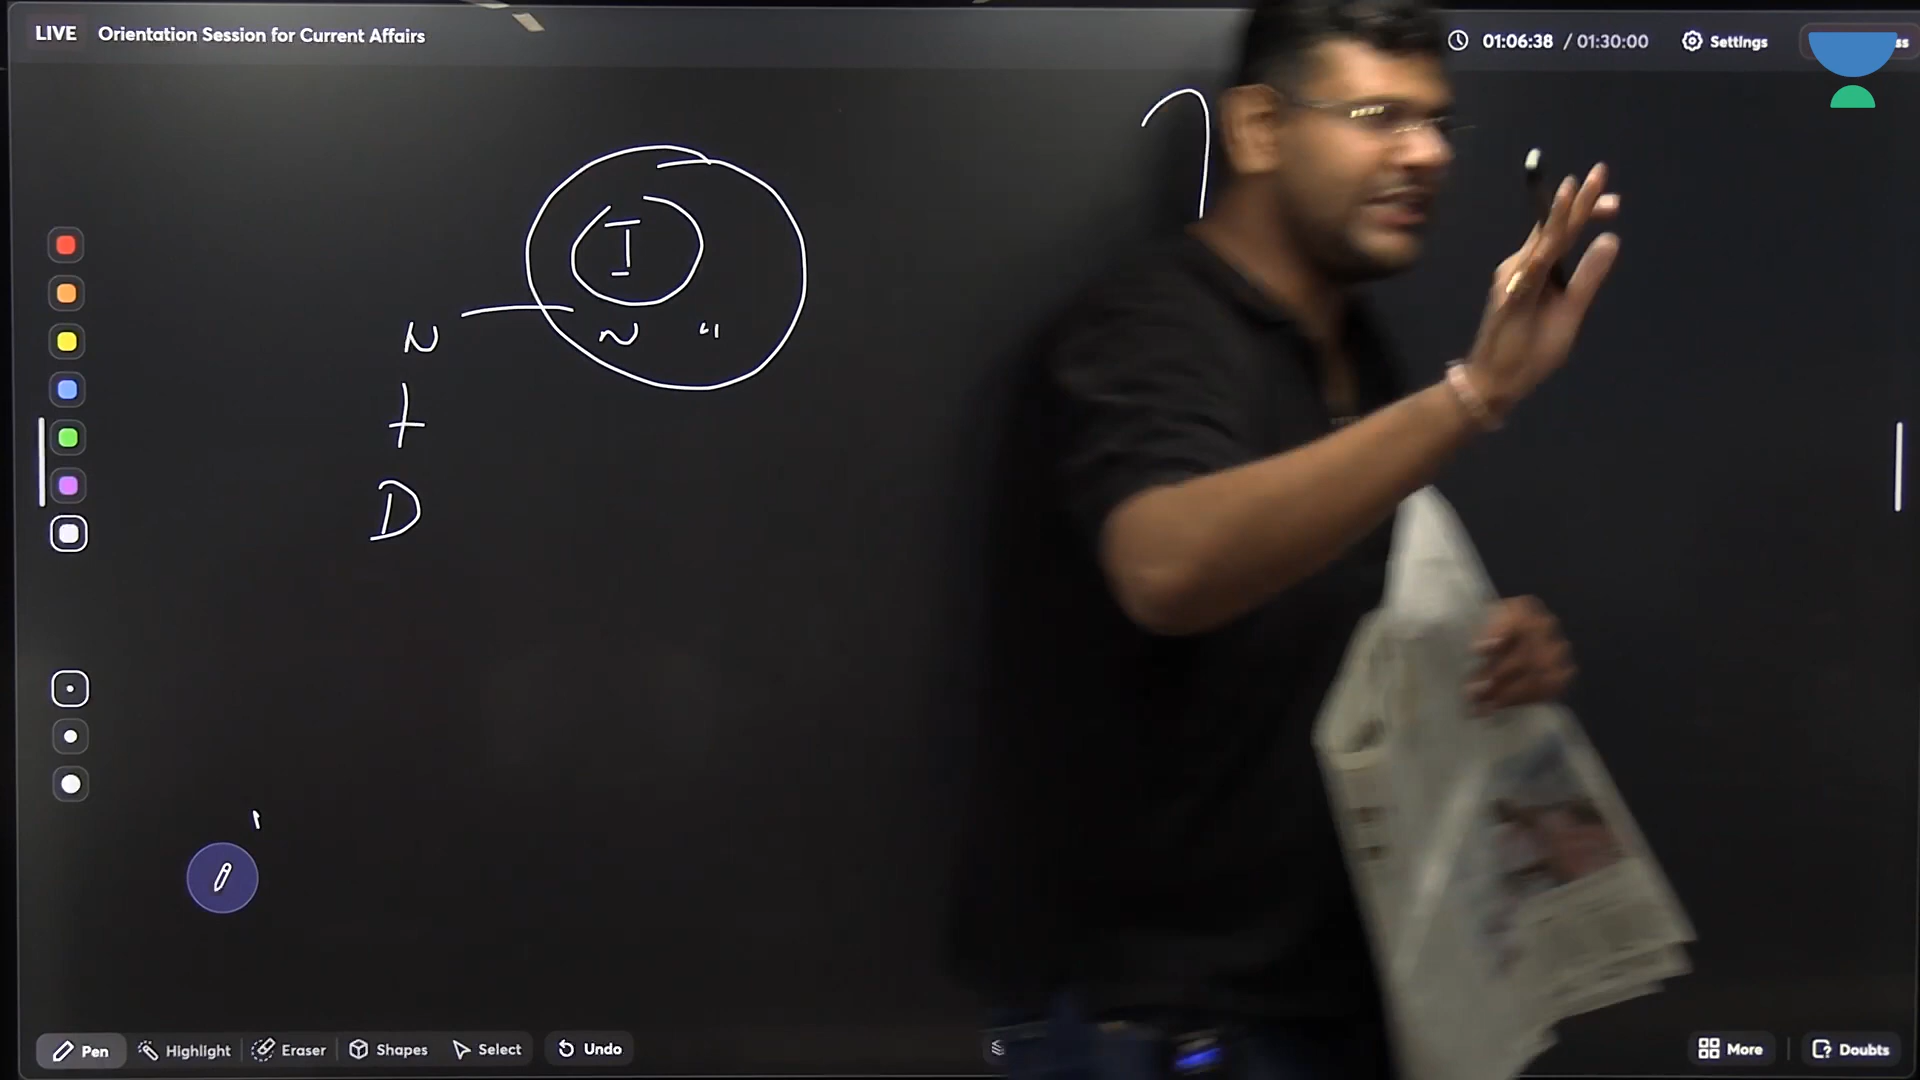 LIVE Orientation Session for Current Affairs
01:06:38 / 01:30:00 Settings
I
N
N
+
D
Pen Highlight Eraser Shapes Select Undo More Doubts